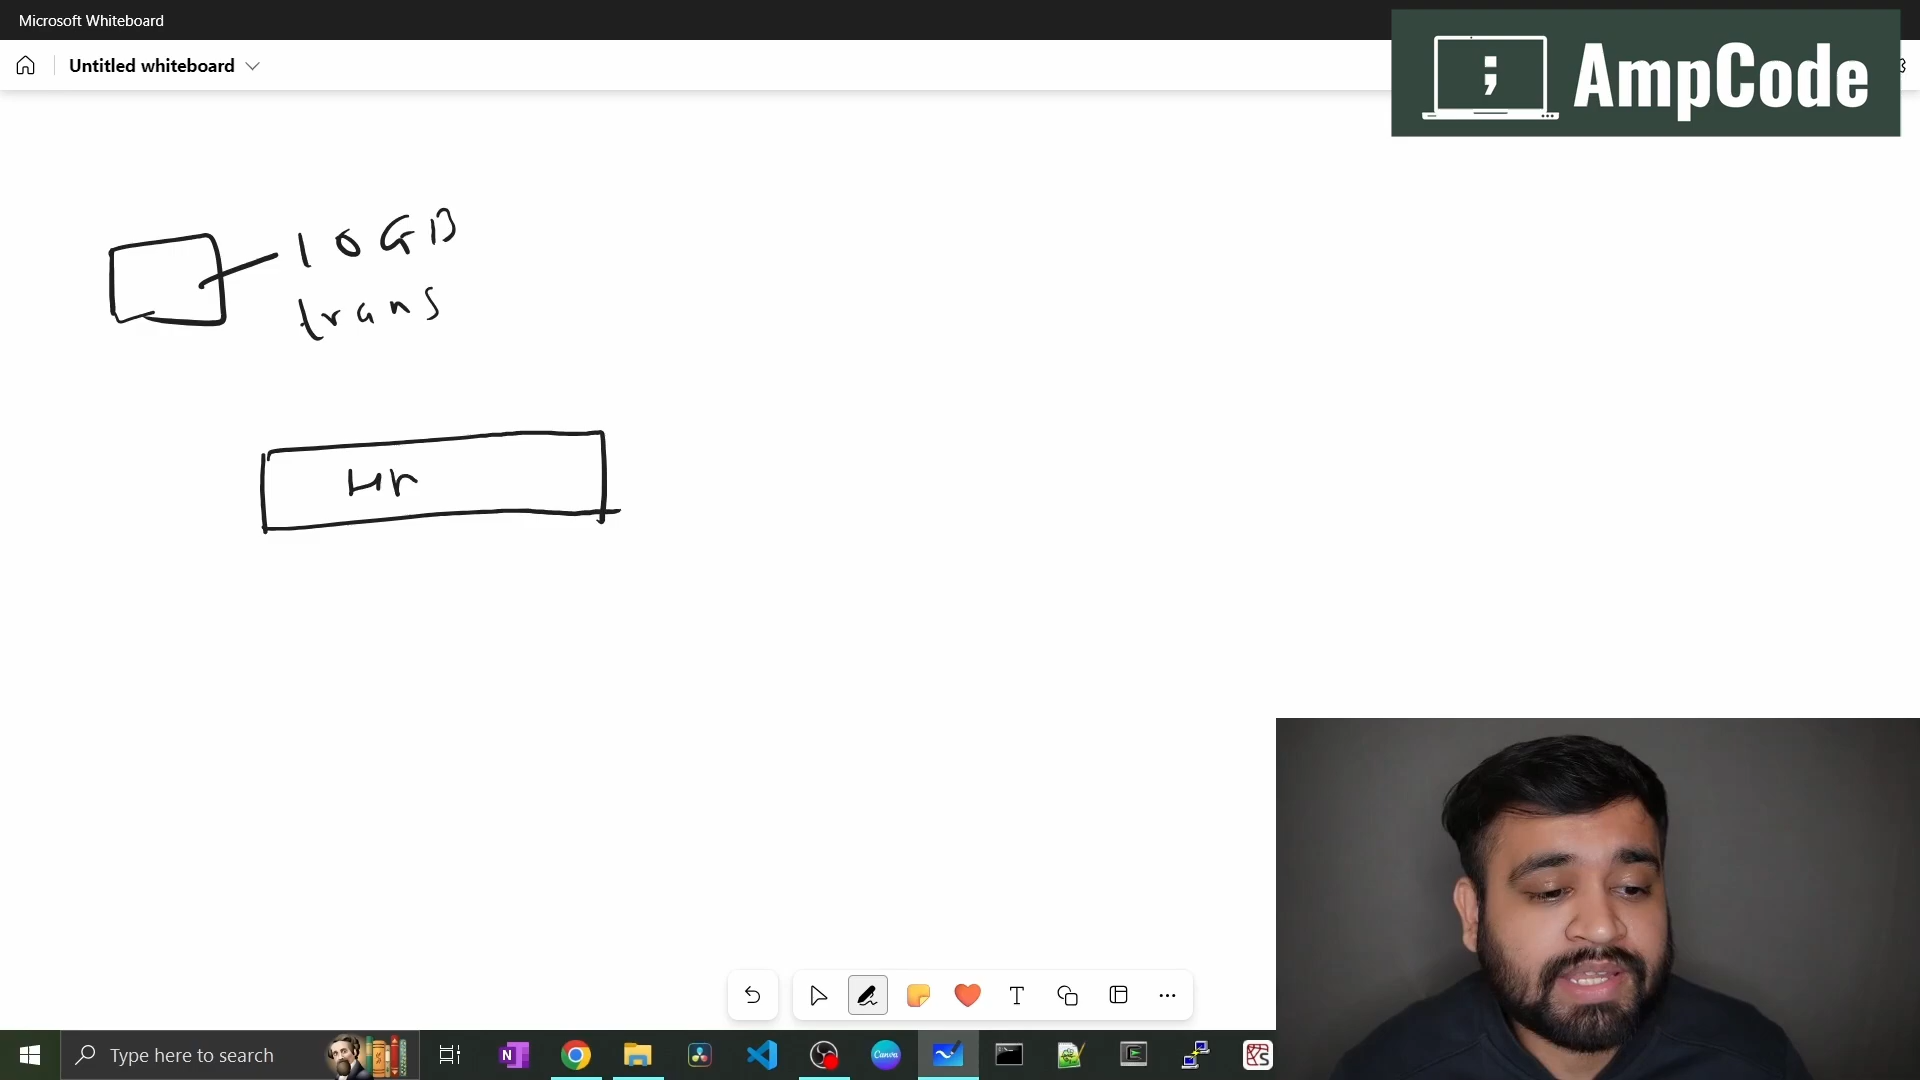 Microsoft Whiteboard
Untitled whiteboard
; AmpCode
10GB
trans
Hr
Type here to search